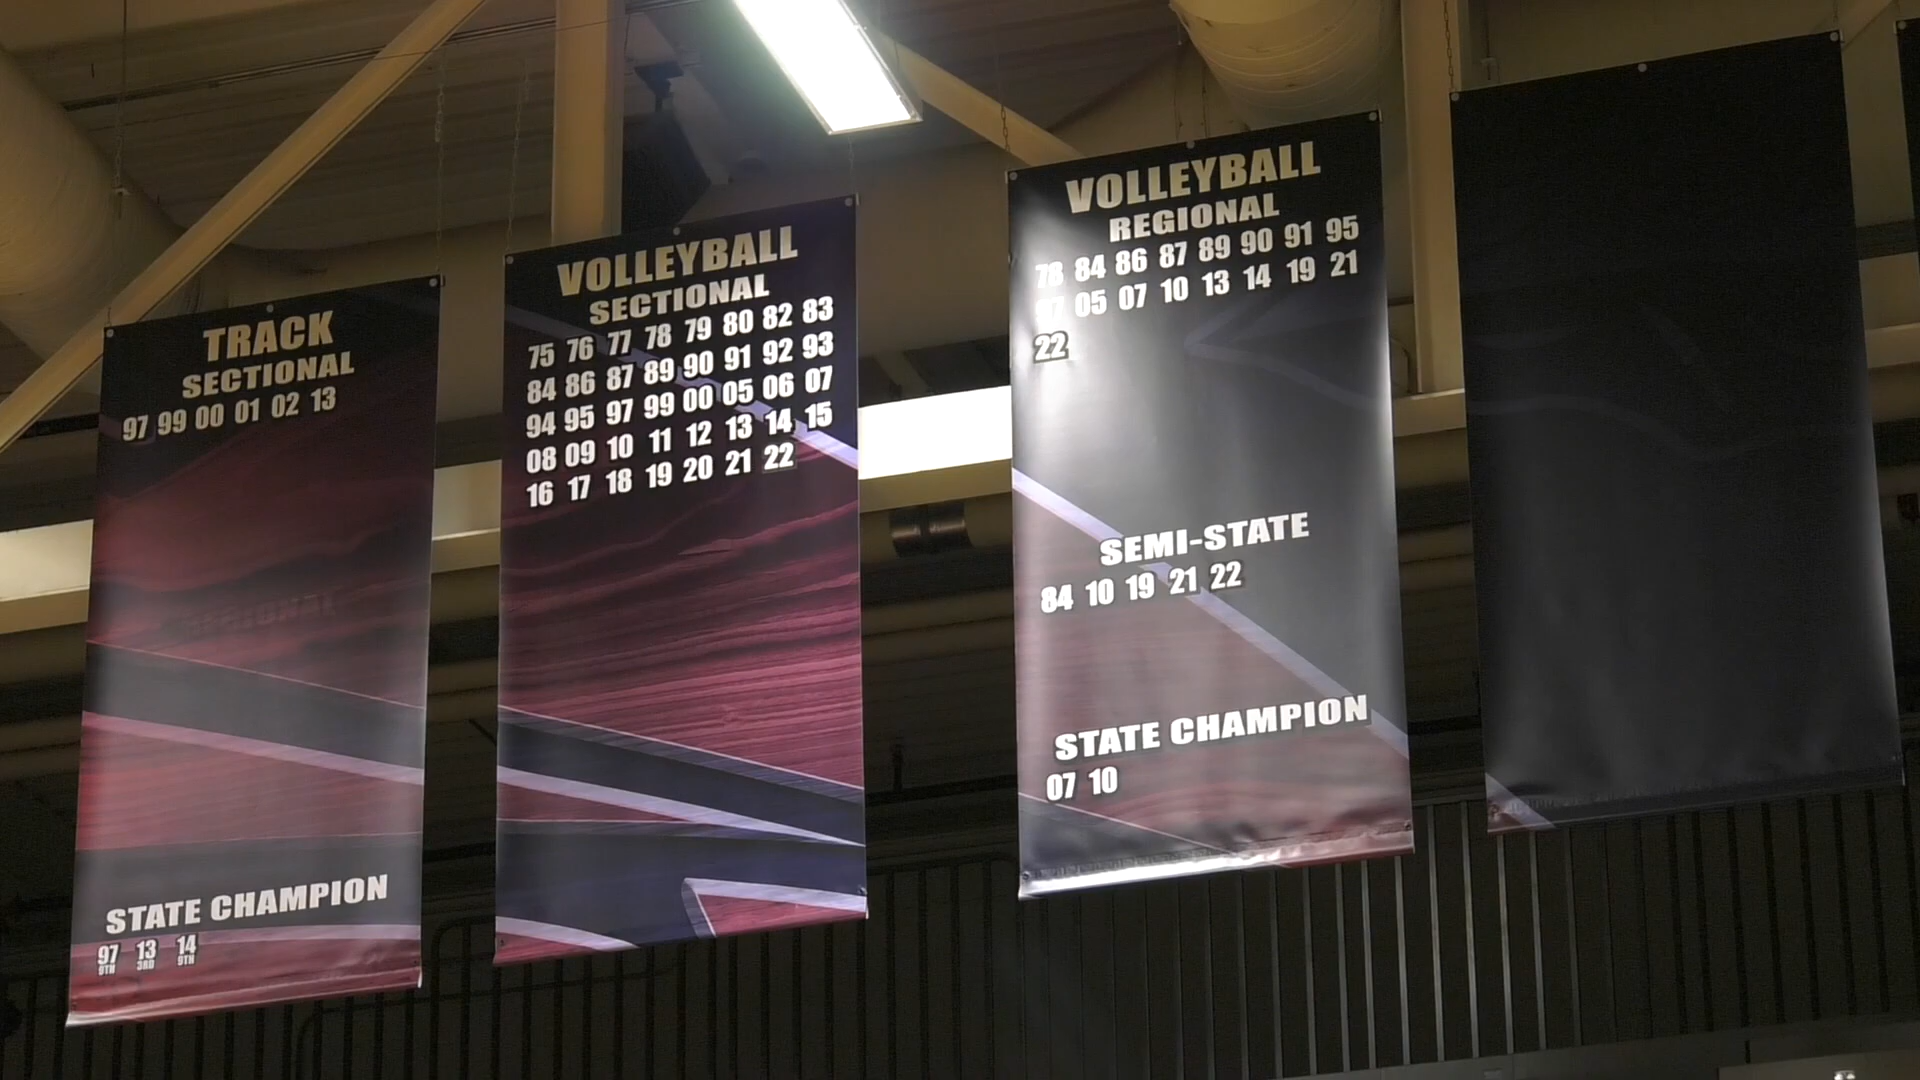 TRACK
SECTIONAL
97 99 00 01 02 13
STATE CHAMPION
97 13 14
9TH 3RD 9TH
VOLLEYBALL
SECTIONAL
75 76 77 78 79 80 82 83
84 86 87 89 90 91 92 93
94 95 97 99 00 05 06 07
08 09 10 11 12 13 14 15
16 17 18 19 20 21 22
VOLLEYBALL
REGIONAL
78 84 86 87 89 90 91 95
97 05 07 10 13 14 19 21
22
SEMI-STATE
84 10 19 21 22
STATE CHAMPION
07 10